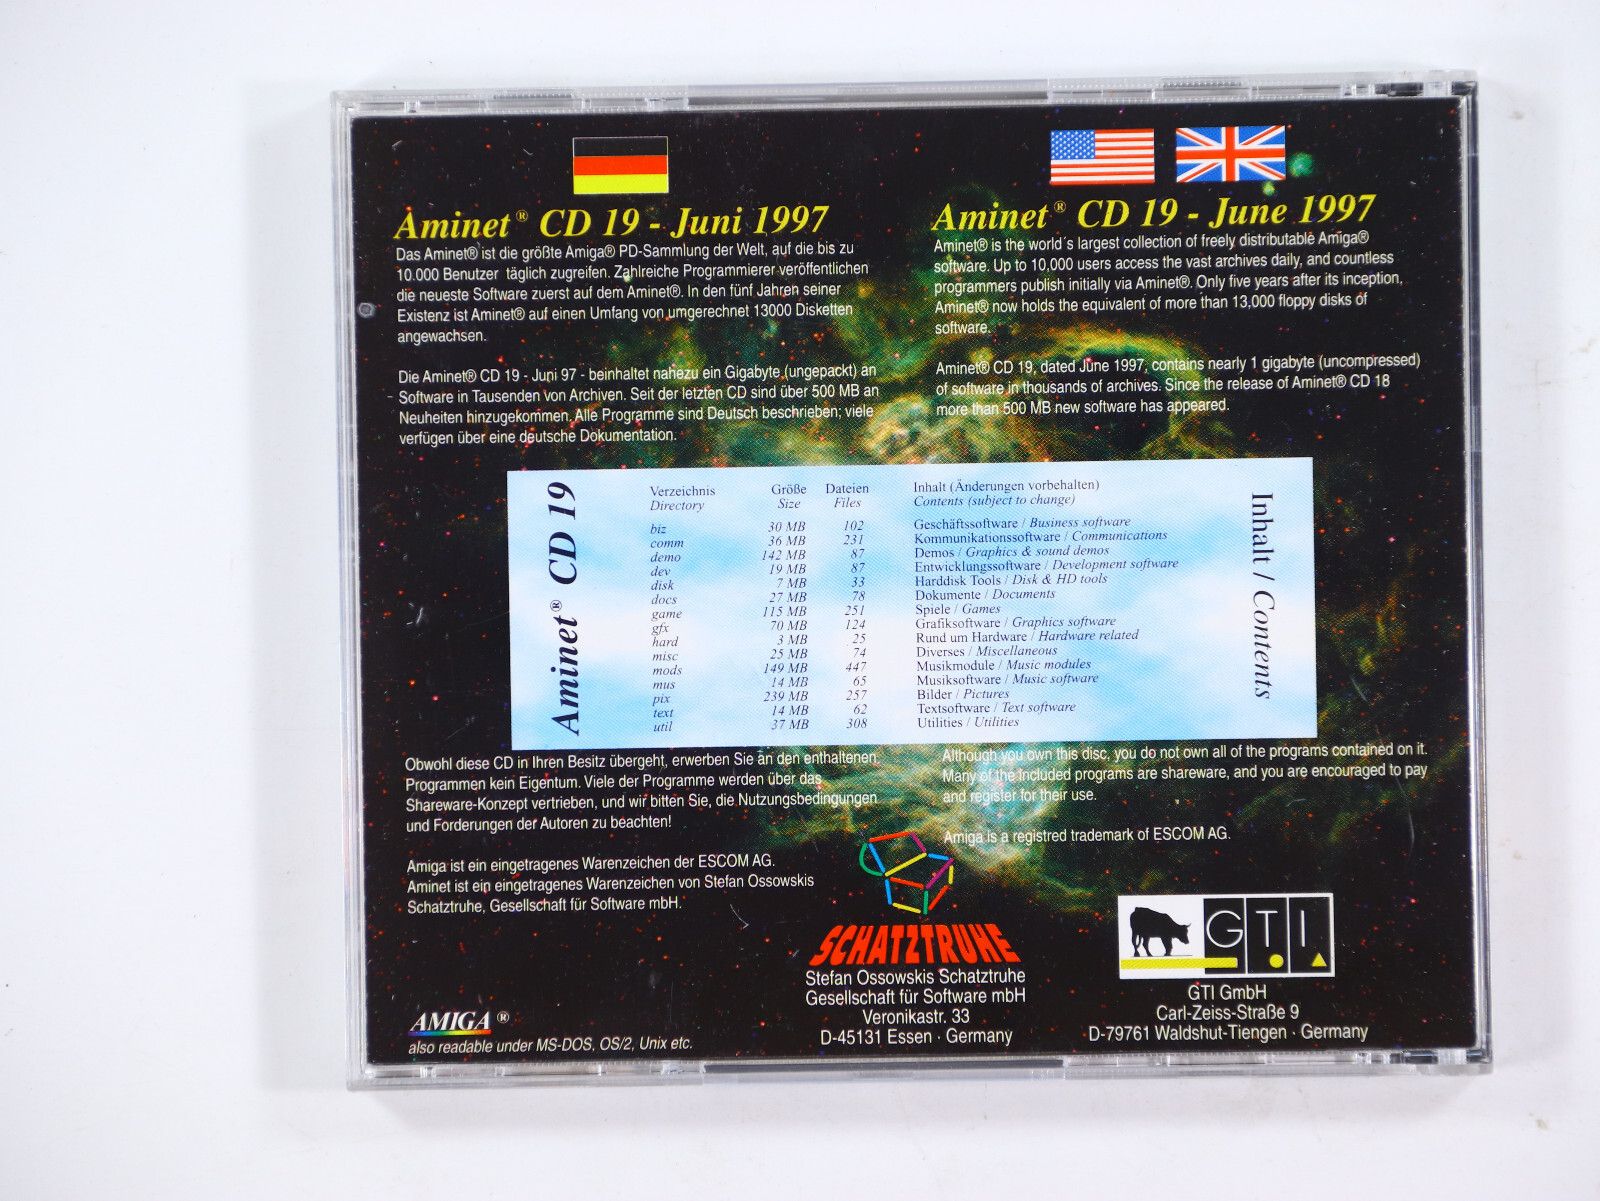 Aminet® CD 19 - Juni 1997
Das Aminet® ist die größte Amiga® PD-Sammlung der Welt, auf die bis zu
10.000 Benutzer täglich zugreifen. Zahlreiche Programmierer veröffentlichen
die neueste Software zuerst auf dem Aminet®. In den fünf Jahren seiner
Existenz ist Aminet® auf einen Umfang von umgerechnet 13000 Disketten
angewachsen.
Die Aminet® CD 19 - Juni 97 - beinhaltet nahezu ein Gigabyte (ungepackt) an
Software in Tausenden von Archiven. Seit der letzten CD sind über 500 MB an
Neuheiten hinzugekommen. Alle Programme sind Deutsch beschrieben; viele
verfügen über eine deutsche Dokumentation.
Aminet® CD 19 - June 1997
Aminet® is the world´s largest collection of freely distributable Amiga®
software. Up to 10,000 users access the vast archives daily, and countless
programmers publish initially via Aminet®. Only five years after its inception,
Aminet® now holds the equivalent of more than 13,000 floppy disks of
software.
Aminet® CD 19, dated June 1997, contains nearly 1 gigabyte (uncompressed)
of software in thousands of archives. Since the release of Aminet® CD 18
more than 500 MB new software has appeared.
Aminet® CD 19
Verzeichnis Größe Dateien Inhalt (Änderungen vorbehalten)
Directory Size Files Contents (subject to change)
biz 30 MB 102 Geschäftssoftware / Business software
comm 36 MB 231 Kommunikationssoftware / Communications
demo 142 MB 87 Demos / Graphics & sound demos
dev 19 MB 87 Entwicklungssoftware / Development software
disk 7 MB 33 Harddisk Tools / Disk & HD tools
docs 27 MB 78 Dokumente / Documents
game 115 MB 251 Spiele / Games
gfx 70 MB 124 Grafiksoftware / Graphics software
hard 3 MB 25 Rund um Hardware / Hardware related
misc 25 MB 74 Diverses / Miscellaneous
mods 149 MB 447 Musikmodule / Music modules
mus 14 MB 65 Musiksoftware / Music software
pix 239 MB 257 Bilder / Pictures
text 14 MB 62 Textsoftware / Text software
util 37 MB 308 Utilities / Utilities
Inhalt / Contents
Obwohl diese CD in Ihren Besitz übergeht, erwerben Sie an den enthaltenen
Programmen kein Eigentum. Viele der Programme werden über das
Shareware-Konzept vertrieben, und wir bitten Sie, die Nutzungsbedingungen
und Forderungen der Autoren zu beachten!
Amiga ist ein eingetragenes Warenzeichen der ESCOM AG.
Aminet ist ein eingetragenes Warenzeichen von Stefan Ossowskis
Schatztruhe, Gesellschaft für Software mbH.
Although you own this disc, you do not own all of the programs contained on it.
Many of the included programs are shareware, and you are encouraged to pay
and register for their use.
Amiga is a registred trademark of ESCOM AG.
SCHATZTRUHE
Stefan Ossowskis Schatztruhe
Gesellschaft für Software mbH
Veronikastr. 33
D-45131 Essen · Germany
GTI
GTI GmbH
Carl-Zeiss-Straße 9
D-79761 Waldshut-Tiengen · Germany
AMIGA ®
also readable under MS-DOS, OS/2, Unix etc.